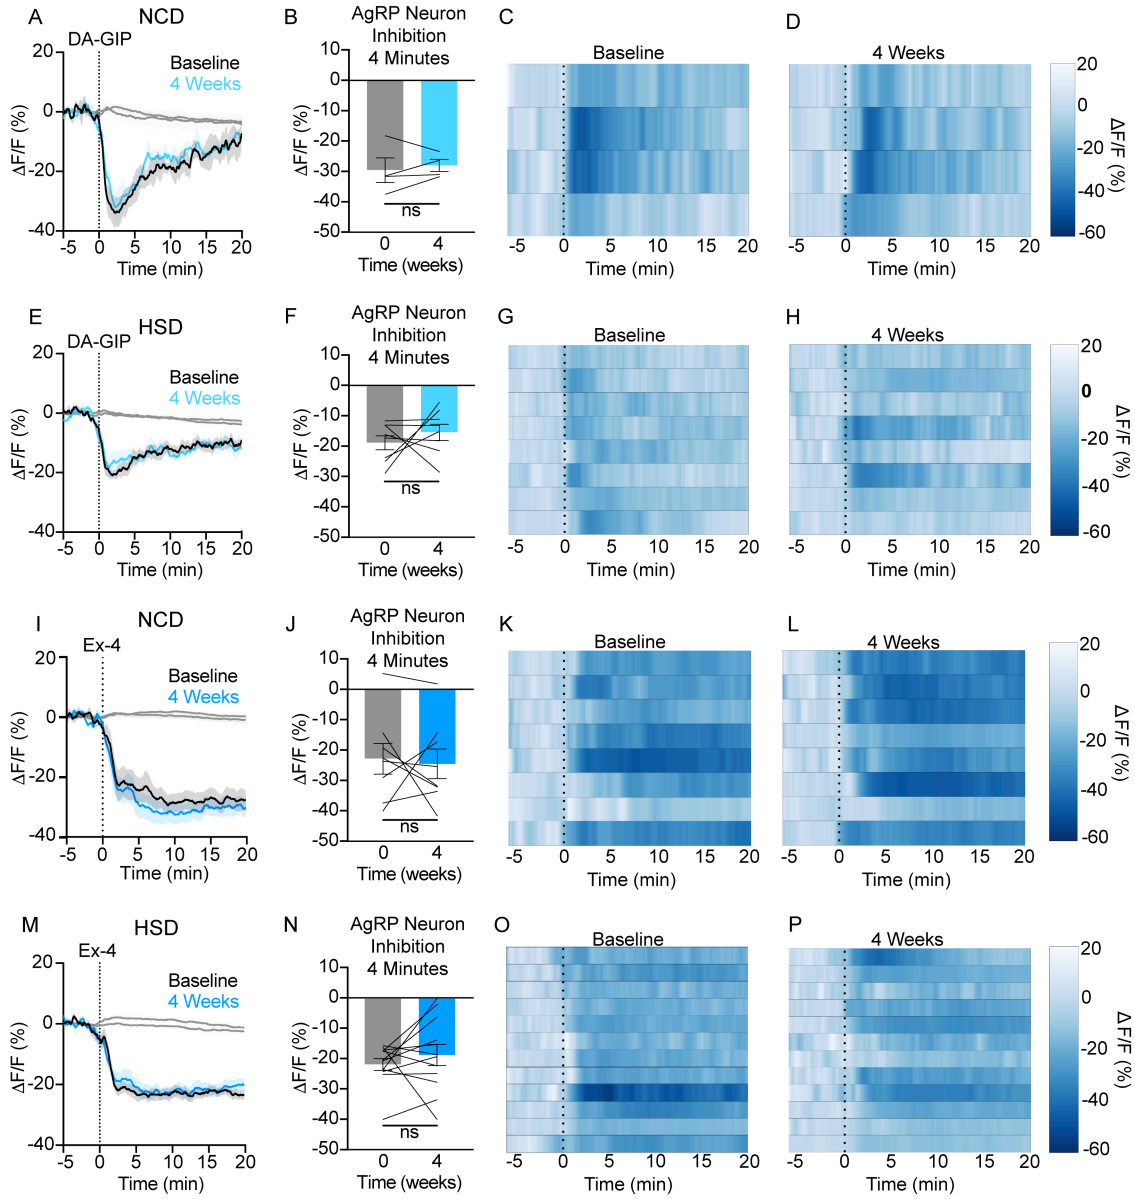 A
NCD
DA-GIP
Baseline
4 Weeks
ΔF/F (%)
20
0
-20
-40
-5 0 5 10 15 20
Time (min)
B
AgRP Neuron
Inhibition
4 Minutes
ΔF/F (%)
10
0
-10
-20
-30
-40
-50
ns
0 4
Time (weeks)
C
Baseline
-5 0 5 10 15 20
Time (min)
D
4 Weeks
-5 0 5 10 15 20
Time (min)
20
0
-20
-40
-60
ΔF/F (%)
E
HSD
DA-GIP
Baseline
4 Weeks
ΔF/F (%)
20
0
-20
-40
-5 0 5 10 15 20
Time (min)
F
AgRP Neuron
Inhibition
4 Minutes
ΔF/F (%)
10
0
-10
-20
-30
-40
-50
ns
0 4
Time (weeks)
G
Baseline
-5 0 5 10 15 20
Time (min)
H
4 Weeks
-5 0 5 10 15 20
Time (min)
20
0
-20
-40
-60
ΔF/F (%)
I
NCD
Ex-4
Baseline
4 Weeks
ΔF/F (%)
20
0
-20
-40
-5 0 5 10 15 20
Time (min)
J
AgRP Neuron
Inhibition
4 Minutes
ΔF/F (%)
10
0
-10
-20
-30
-40
-50
ns
0 4
Time (weeks)
K
Baseline
-5 0 5 10 15 20
Time (min)
L
4 Weeks
-5 0 5 10 15 20
Time (min)
20
0
-20
-40
-60
ΔF/F (%)
M
HSD
Ex-4
Baseline
4 Weeks
ΔF/F (%)
20
0
-20
-40
-5 0 5 10 15 20
Time (min)
N
AgRP Neuron
Inhibition
4 Minutes
ΔF/F (%)
10
0
-10
-20
-30
-40
-50
ns
0 4
Time (weeks)
O
Baseline
-5 0 5 10 15 20
Time (min)
P
4 Weeks
-5 0 5 10 15 20
Time (min)
20
0
-20
-40
-60
ΔF/F (%)